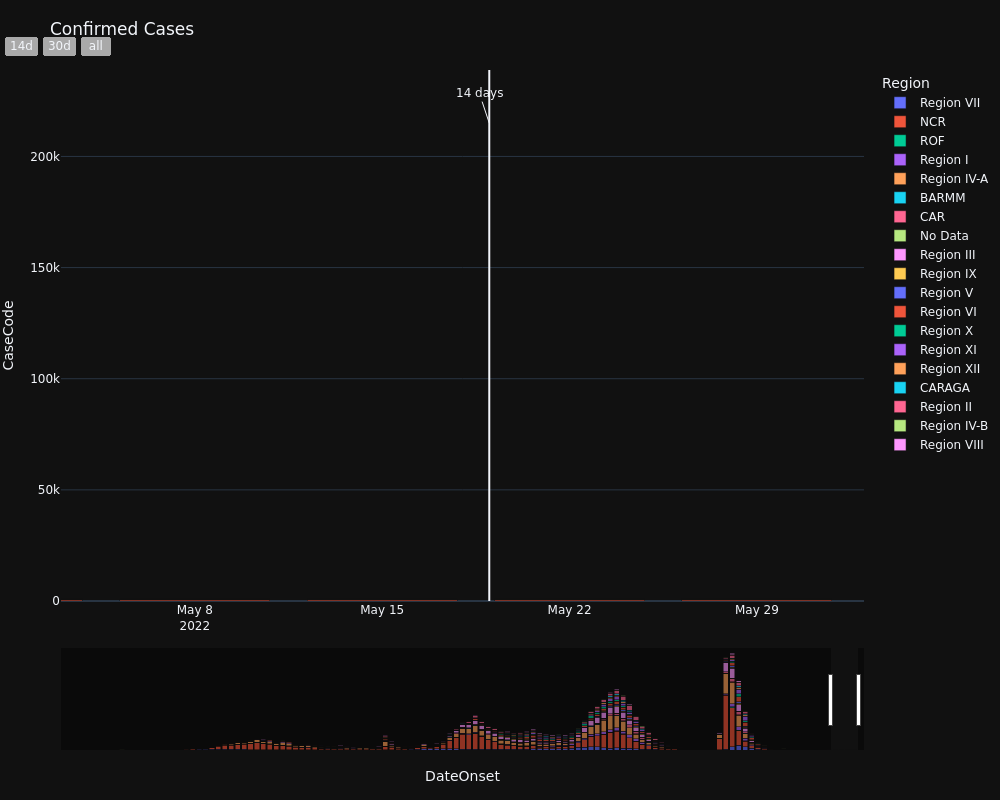 Confirmed Cases
14d 30d all
14 days
200k
150k
100k
50k
0
CaseCode
May 8
2022
May 15
May 22
May 29
DateOnset
Region
Region VII
NCR
ROF
Region I
Region IV-A
BARMM
CAR
No Data
Region III
Region IX
Region V
Region VI
Region X
Region XI
Region XII
CARAGA
Region II
Region IV-B
Region VIII